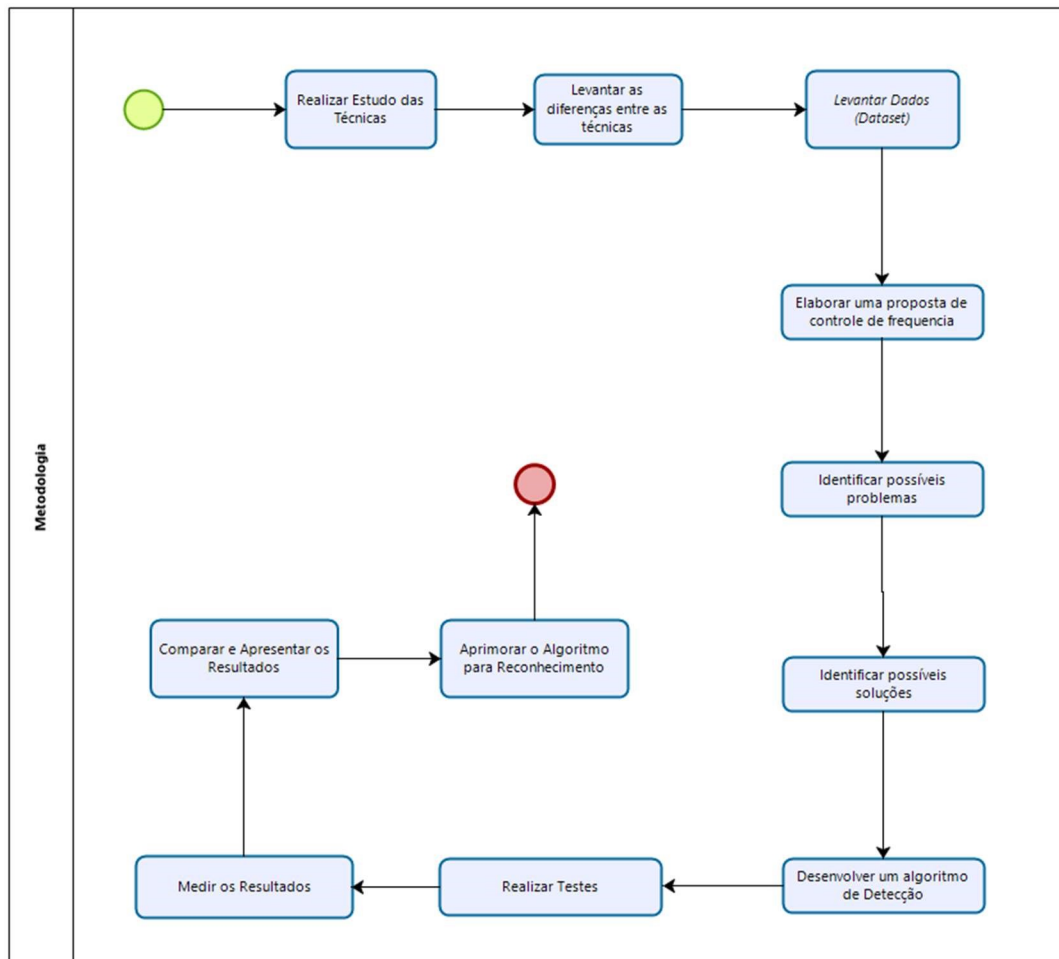 Metodologia
Realizar Estudo das
Técnicas
Levantar as
diferenças entre as
técnicas
Levantar Dados
(Dataset)
Elaborar uma proposta de
controle de frequencia
Identificar possíveis
problemas
Identificar possíveis
soluções
Desenvolver um algoritmo
de Detecção
Realizar Testes
Medir os Resultados
Comparar e Apresentar os
Resultados
Aprimorar o Algoritmo
para Reconhecimento